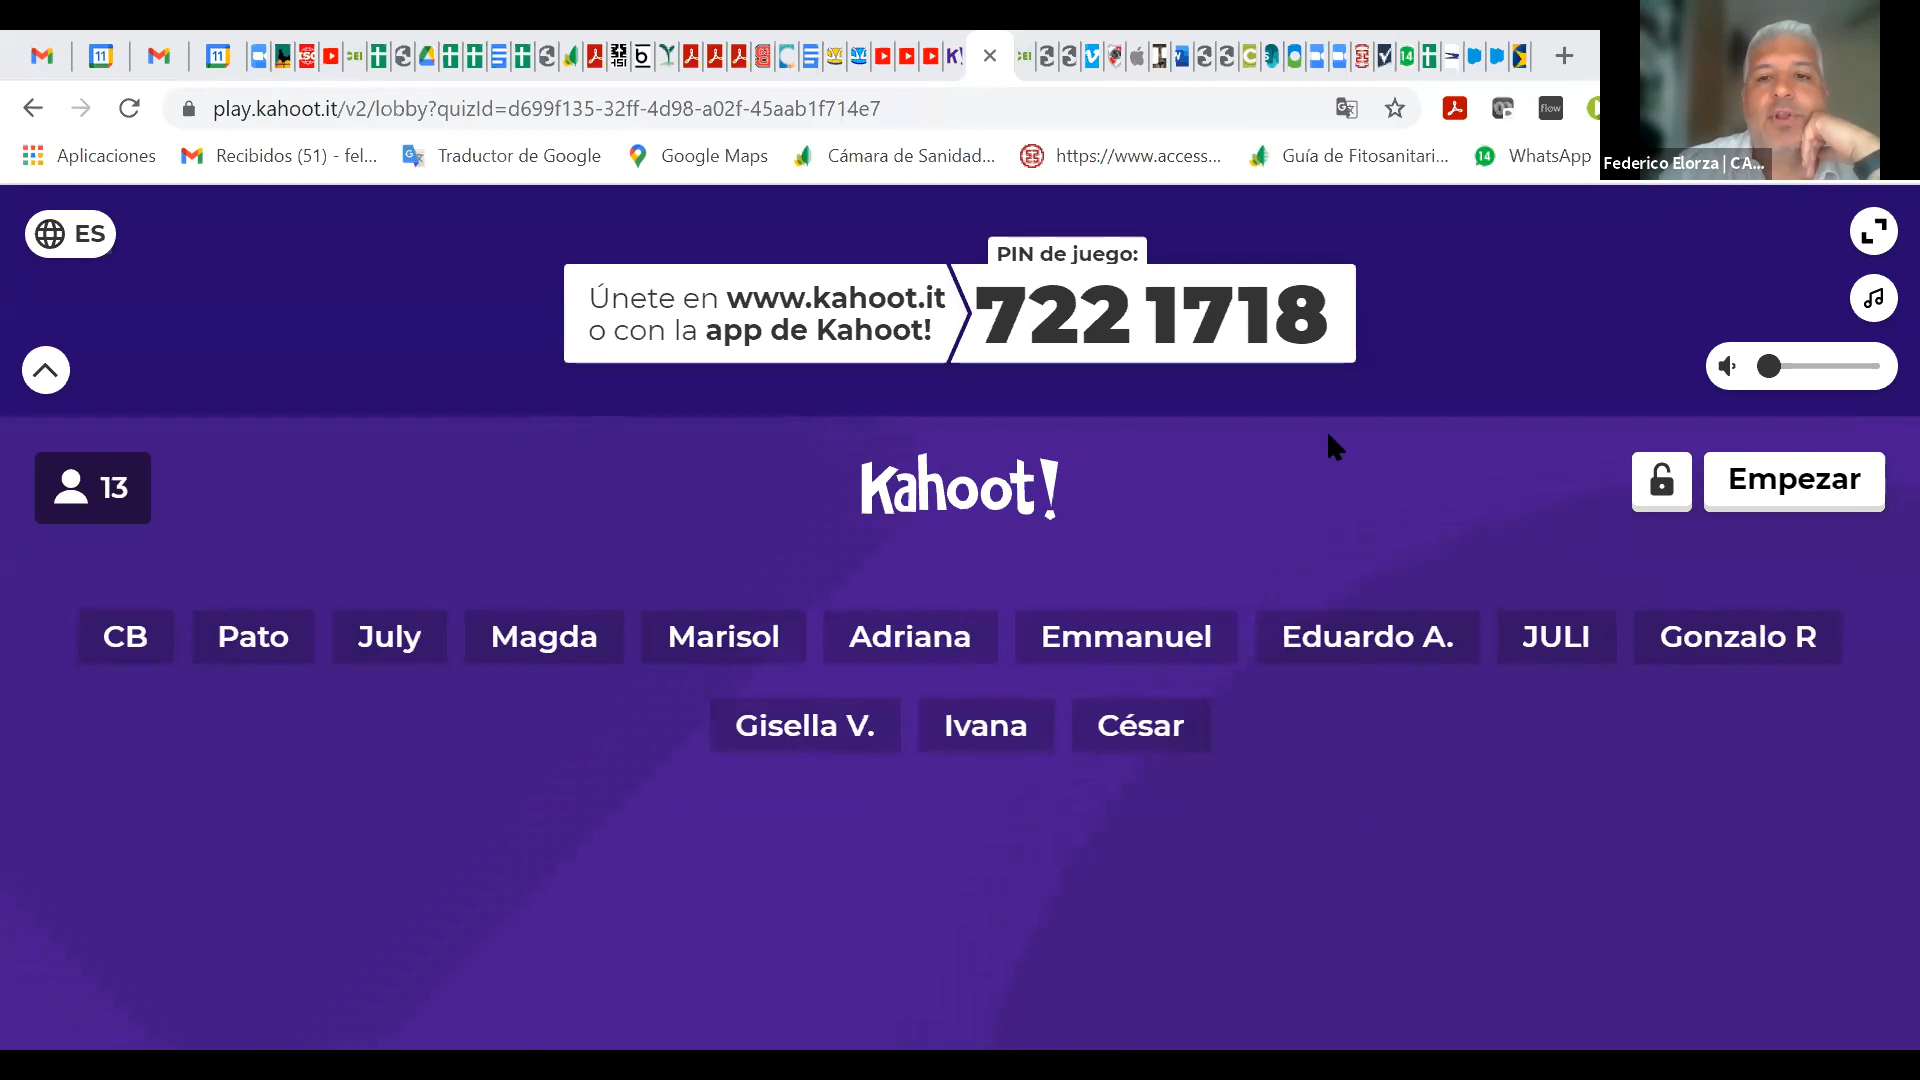 play.kahoot.it/v2/lobby?quizId=d699f135-32ff-4d98-a02f-45aab1f714e7
flow
Aplicaciones
Recibidos (51) - fel...
Traductor de Google
Google Maps
Cámara de Sanidad...
https://www.access...
Guía de Fitosanitari...
14
WhatsApp
Federico Elorza | CA...
ES
PIN de juego:
Únete en www.kahoot.it
o con la app de Kahoot!
722 1718
13
Kahoot!
Empezar
CB
Pato
July
Magda
Marisol
Adriana
Emmanuel
Eduardo A.
JULI
Gonzalo R
Gisella V.
Ivana
César